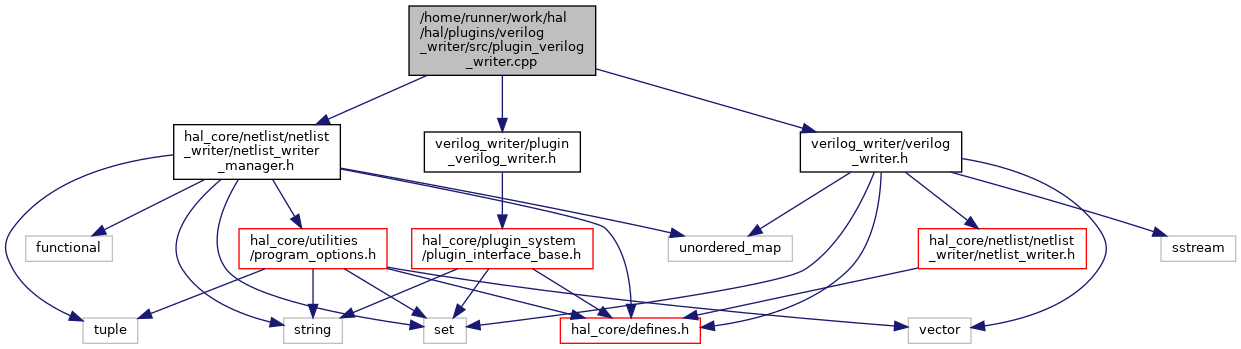 /home/runner/work/hal
/hal/plugins/verilog
_writer/src/plugin_verilog
_writer.cpp
hal_core/netlist/netlist
_writer/netlist_writer
_manager.h
verilog_writer/plugin
_verilog_writer.h
verilog_writer/verilog
_writer.h
functional
hal_core/utilities
/program_options.h
hal_core/plugin_system
/plugin_interface_base.h
unordered_map
hal_core/netlist/netlist
_writer/netlist_writer.h
sstream
tuple
string
set
hal_core/defines.h
vector